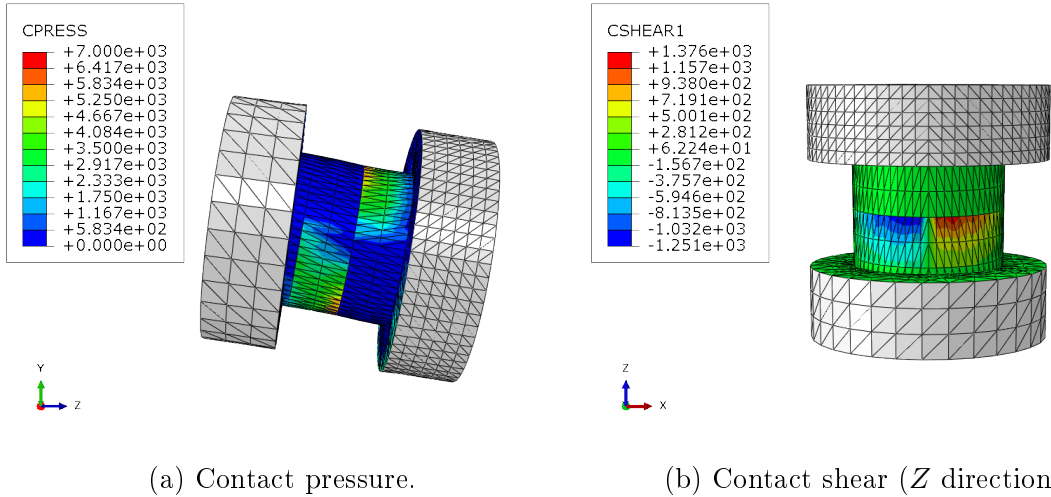 CPRESS
+7.000e+03
+6.417e+03
+5.834e+03
+5.250e+03
+4.667e+03
+4.084e+03
+3.500e+03
+2.917e+03
+2.333e+03
+1.750e+03
+1.167e+03
+5.834e+02
+0.000e+00
Y
Z
(a) Contact pressure.
CSHEAR1
+1.376e+03
+1.157e+03
+9.380e+02
+7.191e+02
+5.001e+02
+2.812e+02
+6.224e+01
-1.567e+02
-3.757e+02
-5.946e+02
-8.135e+02
-1.032e+03
-1.251e+03
Z
X
(b) Contact shear (Z direction